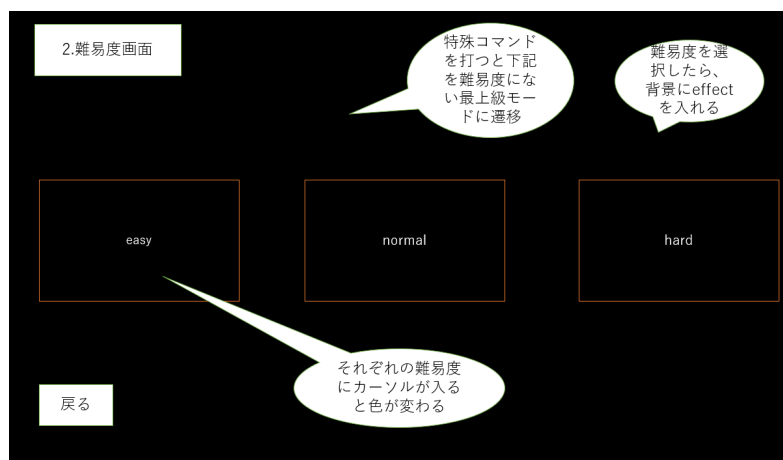 2.難易度画面
特殊コマンド
を打つと下記
を難易度にな
い最上級モー
ドに遷移
難易度を選
択したら、
背景にeffect
を入れる
easy
normal
hard
それぞれの難易度
にカーソルが入る
と色が変わる
戻る